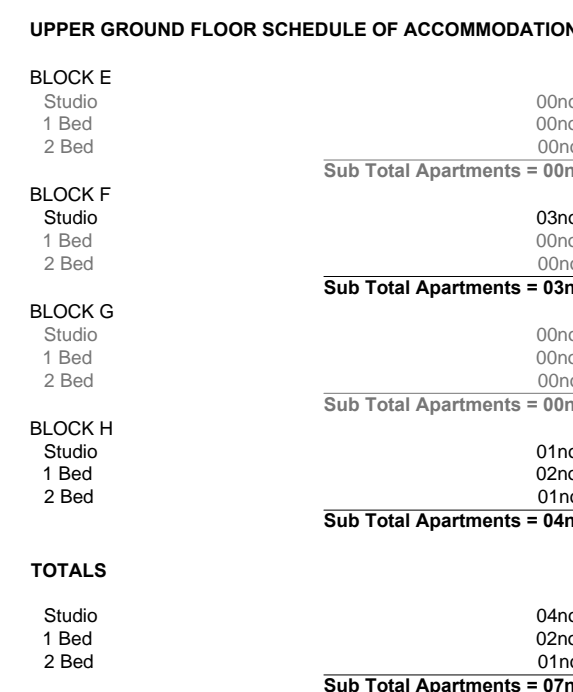 UPPER GROUND FLOOR SCHEDULE OF ACCOMMODATION
BLOCK E
Studio 00no
1 Bed 00no
2 Bed 00no
Sub Total Apartments = 00n
BLOCK F
Studio 03no
1 Bed 00no
2 Bed 00no
Sub Total Apartments = 03n
BLOCK G
Studio 00no
1 Bed 00no
2 Bed 00no
Sub Total Apartments = 00n
BLOCK H
Studio 01no
1 Bed 02no
2 Bed 01no
Sub Total Apartments = 04n
TOTALS
Studio 04no
1 Bed 02no
2 Bed 01no
Sub Total Apartments = 07n